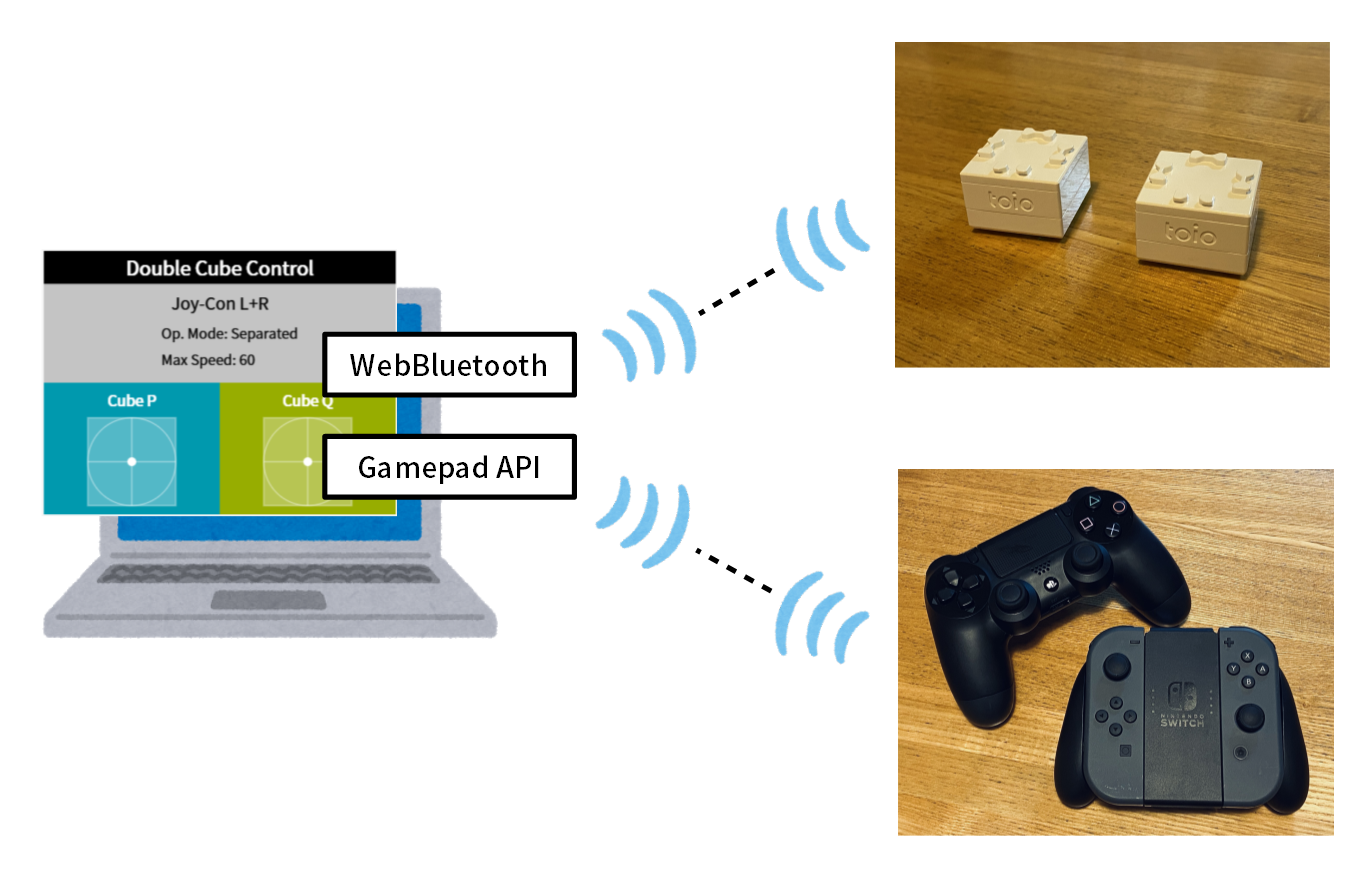 Double Cube Control
Joy-Con L+R
Op. Mode: Separated
Max Speed: 60
Cube P
Cube Q
WebBluetooth
Gamepad API
toio
toio
X
Y
A
B
NINTENDO
SWITCH